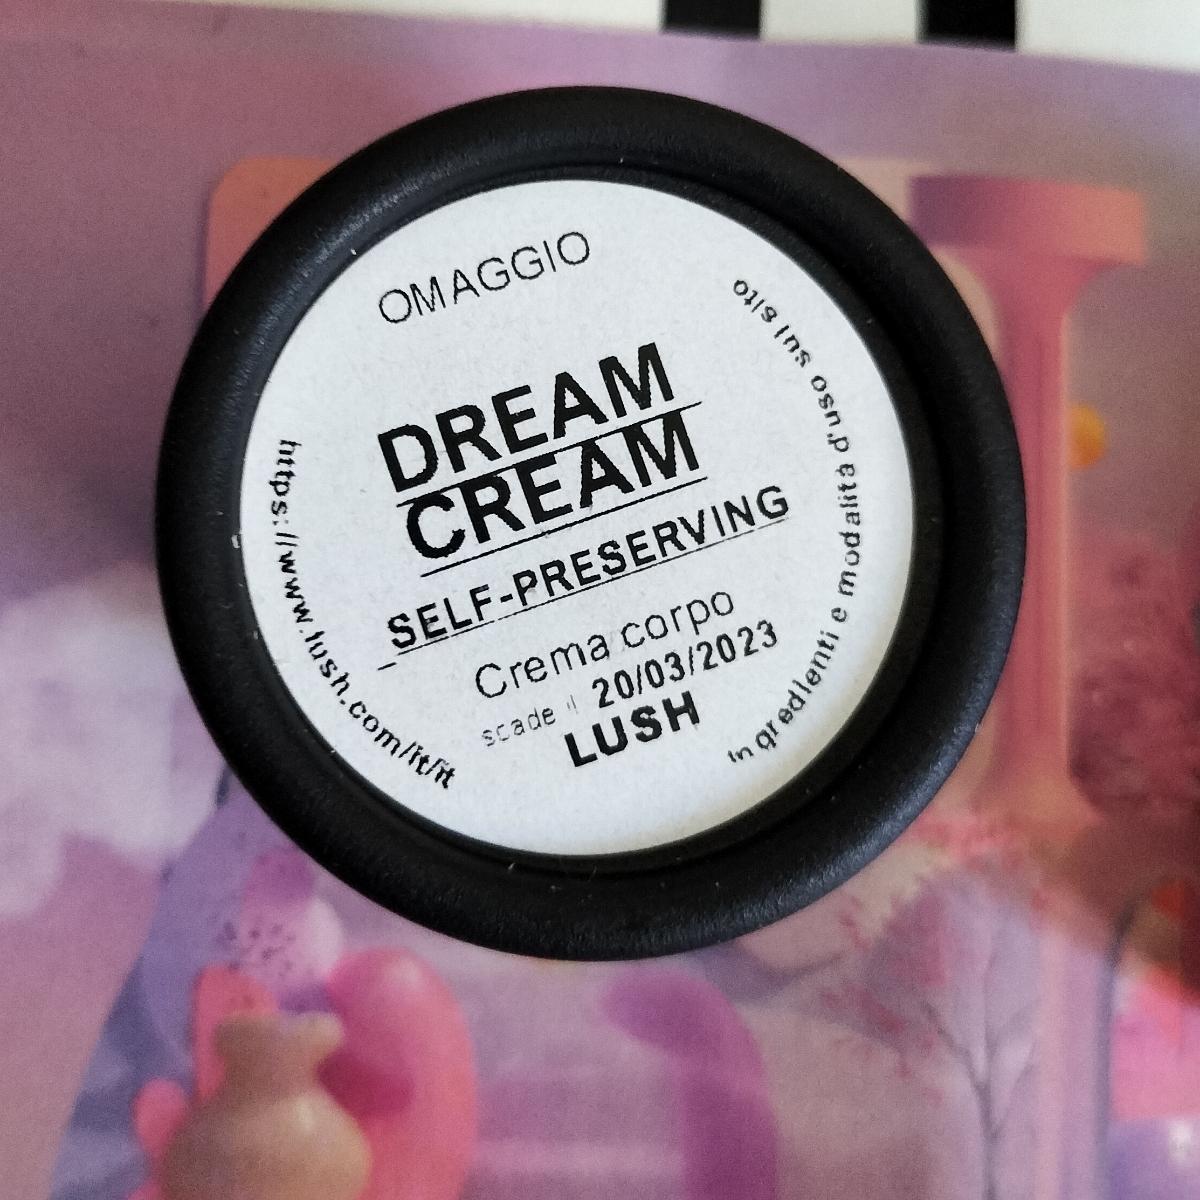 OMAGGIO
DREAM
CREAM
SELF-PRESERVING
Crema corpo
scade il 20/03/2023
LUSH
https://www.lush.com/it/it
Ingredienti e modalità d'uso sul sito